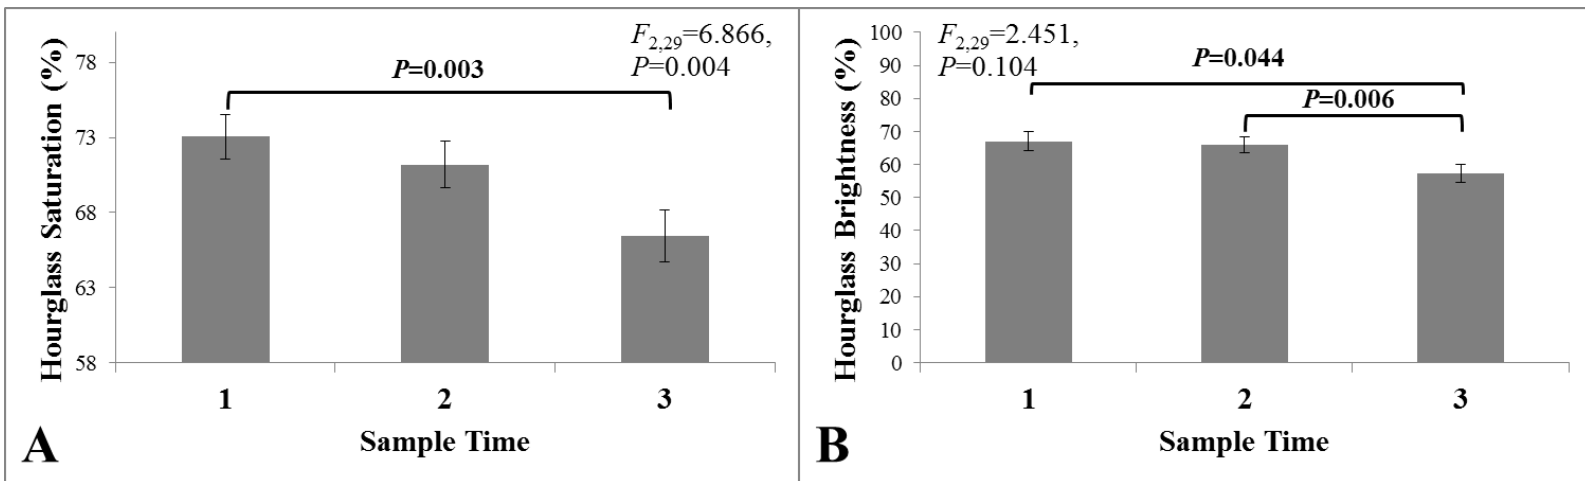 Hourglass Saturation (%)
78
73
68
63
58
F2,29=6.866,
P=0.004
P=0.003
1 2 3
Sample Time
A
Hourglass Brightness (%)
100
90
80
70
60
50
40
30
20
10
0
F2,29=2.451,
P=0.104
P=0.044
P=0.006
1 2 3
Sample Time
B